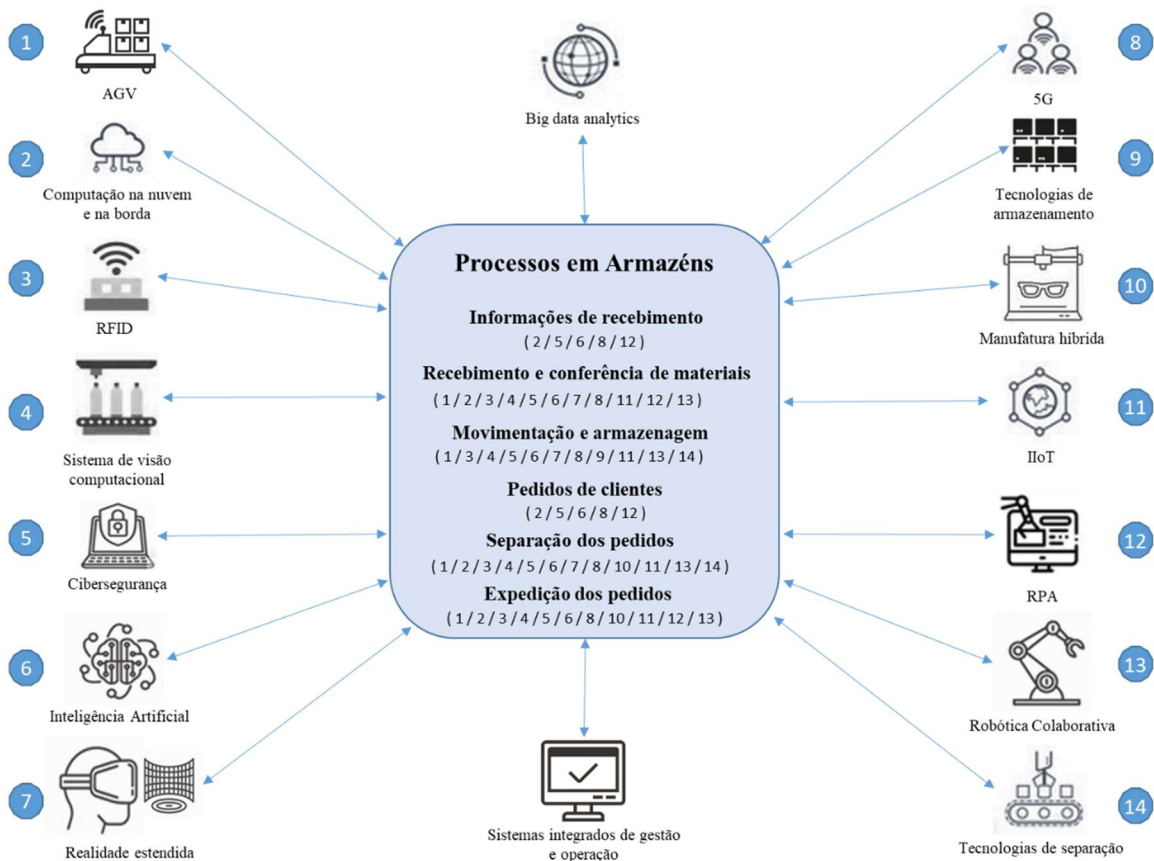 1
AGV
2
Computação na nuvem
e na borda
3
RFID
4
Sistema de visão
computacional
5
Cibersegurança
6
Inteligência Artificial
7
Realidade estendida
Big data analytics
Processos em Armazéns
Informações de recebimento
( 2 / 5 / 6 / 8 / 12 )
Recebimento e conferência de materiais
( 1 / 2 / 3 / 4 / 5 / 6 / 7 / 8 / 11 / 12 / 13 )
Movimentação e armazenagem
( 1 / 3 / 4 / 5 / 6 / 7 / 8 / 9 / 11 / 13 / 14 )
Pedidos de clientes
( 2 / 5 / 6 / 8 / 12 )
Separação dos pedidos
( 1 / 2 / 3 / 4 / 5 / 6 / 7 / 8 / 10 / 11 / 13 / 14 )
Expedição dos pedidos
( 1 / 2 / 3 / 4 / 5 / 6 / 8 / 10 / 11 / 12 / 13 )
Sistemas integrados de gestão
e operação
8
5G
9
Tecnologias de
armazenamento
10
Manufatura híbrida
11
IIoT
12
RPA
13
Robótica Colaborativa
14
Tecnologias de separação